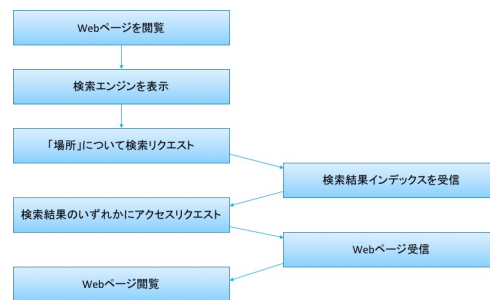 Webページを閲覧
検索エンジンを表示
「場所」について検索リクエスト
検索結果インデックスを受信
検索結果のいずれかにアクセスリクエスト
Webページ受信
Webページ閲覧